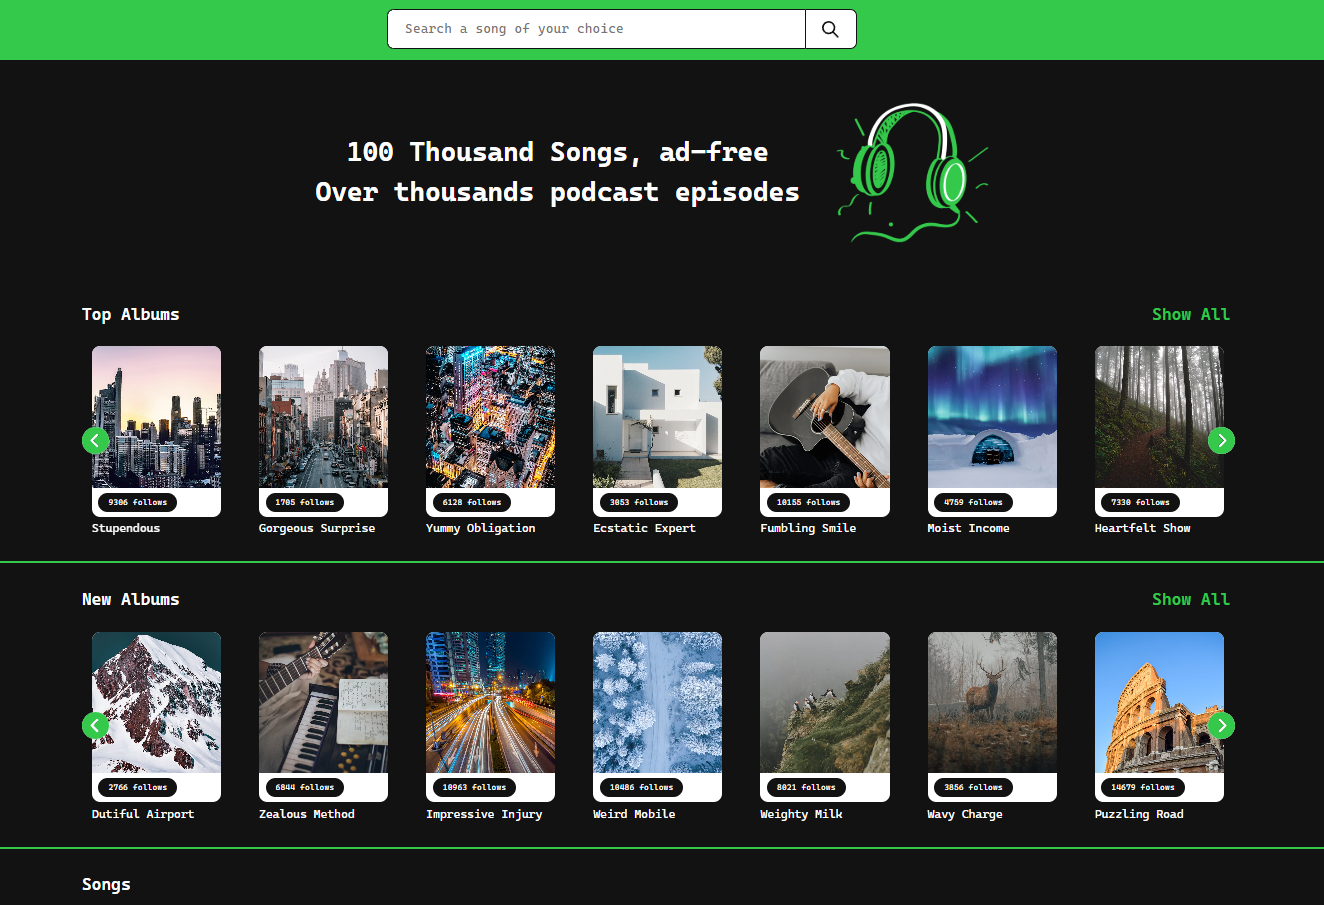 Search a song of your choice
100 Thousand Songs, ad-free
Over thousands podcast episodes
Top Albums
Show All
9306 follows
1705 follows
6128 follows
3053 follows
10155 follows
4759 follows
7330 follows
Stupendous
Gorgeous Surprise
Yummy Obligation
Ecstatic Expert
Fumbling Smile
Moist Income
Heartfelt Show
New Albums
Show All
2766 follows
6844 follows
10963 follows
10486 follows
8021 follows
3856 follows
14679 follows
Dutiful Airport
Zealous Method
Impressive Injury
Weird Mobile
Weighty Milk
Wavy Charge
Puzzling Road
Songs